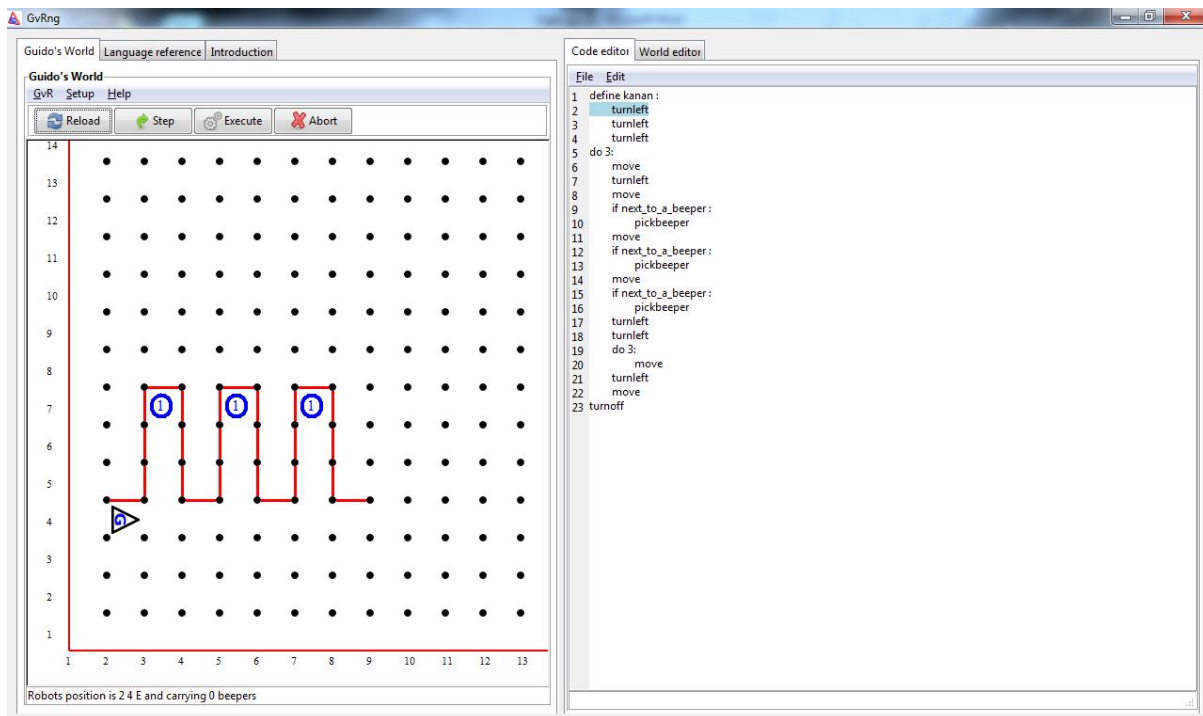 GvRng
Guido's World Language reference Introduction
Guido's World
GvR Setup Help
Reload Step Execute Abort
14
13
12
11
10
9
8
7
6
5
4
3
2
1
1 1 1
G
1 2 3 4 5 6 7 8 9 10 11 12 13
Robots position is 2 4 E and carrying 0 beepers
Code editor World editor
File Edit
1 define kanan :
2 turnleft
3 turnleft
4 turnleft
5 do 3:
6 move
7 turnleft
8 move
9 if next_to_a_beeper :
10 pickbeeper
11 move
12 if next_to_a_beeper :
13 pickbeeper
14 move
15 if next_to_a_beeper :
16 pickbeeper
17 turnleft
18 turnleft
19 do 3:
20 move
21 turnleft
22 move
23 turnoff